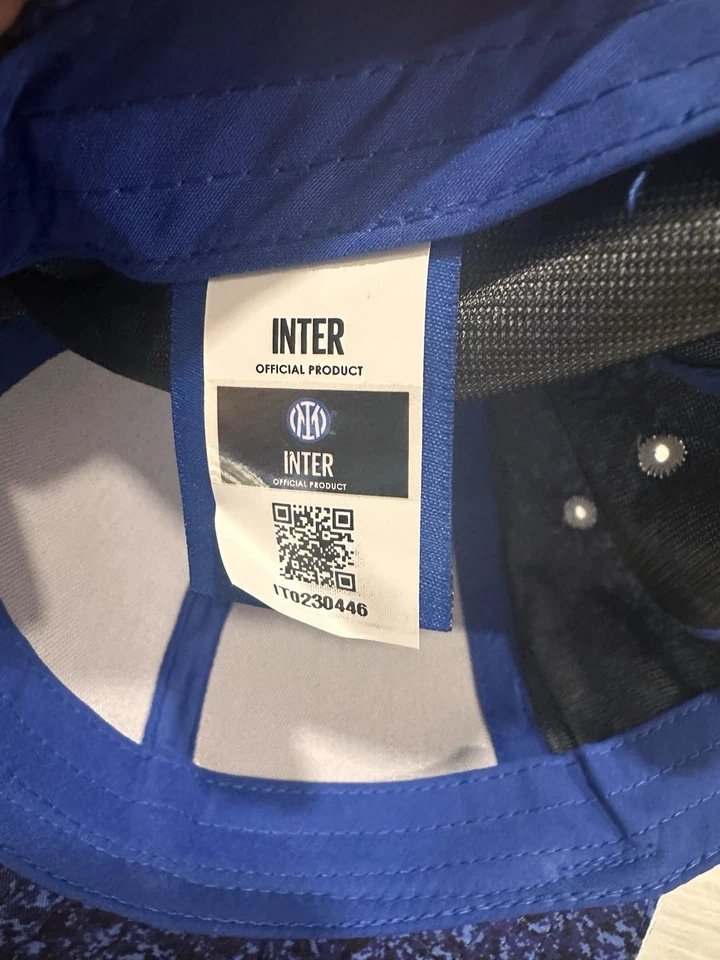 INTER
OFFICIAL PRODUCT
INTER
OFFICIAL PRODUCT
IT0230446